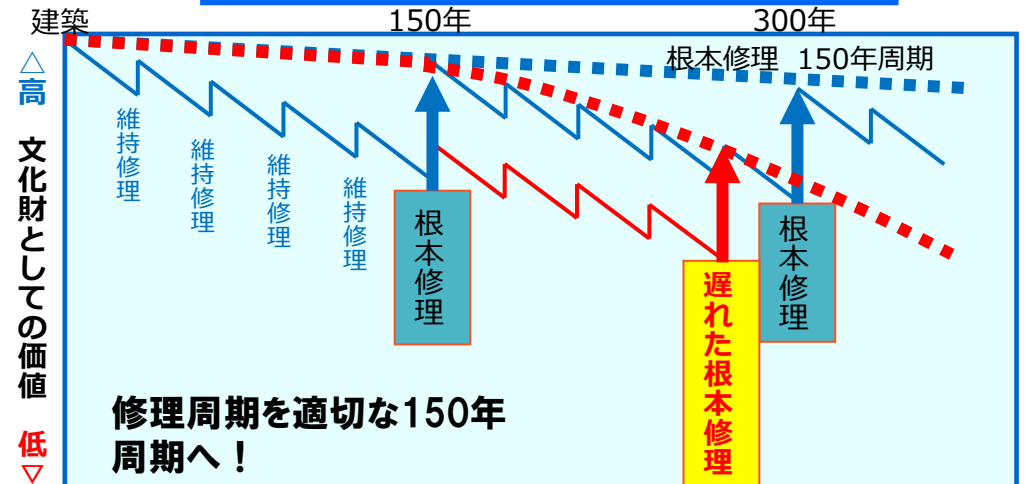 建築
150年
300年
根本修理 150年周期
△高 文化財としての価値 低▽
維持修理
維持修理
維持修理
維持修理
根本修理
遅れた根本修理
根本修理
修理周期を適切な150年
周期へ！